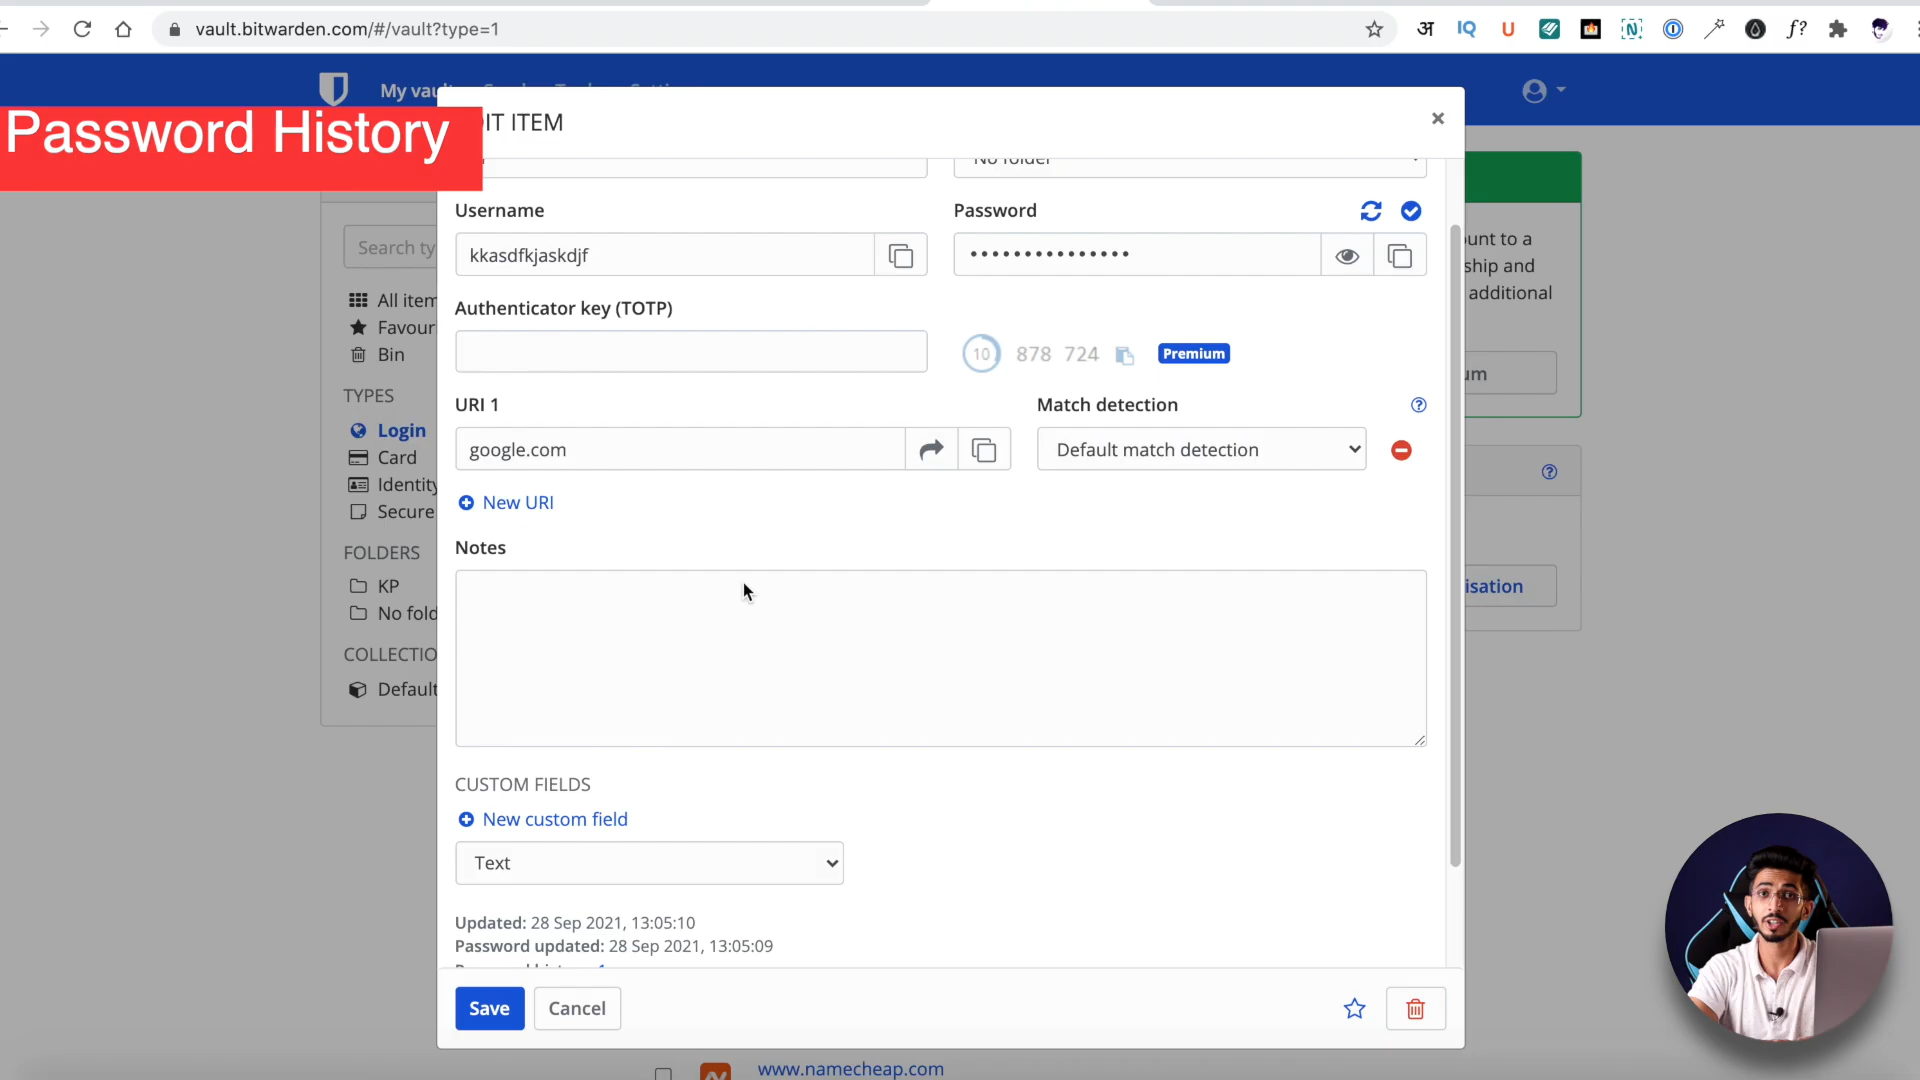 vault.bitwarden.com/#/vault?type=1
अ IQ U N f?
My vau
Password History
IT ITEM
No folder
Username
Password
kkasdfkjaskdjf
Search ty
All item
Favour
Bin
Authenticator key (TOTP)
10 878 724 Premium
TYPES
Login
Card
Identity
Secure
URI 1
Match detection
google.com
Default match detection
New URI
FOLDERS
KP
No fold
Notes
COLLECTIO
Default
unt to a
ship and
additional
um
isation
CUSTOM FIELDS
New custom field
Text
Updated: 28 Sep 2021, 13:05:10
Password updated: 28 Sep 2021, 13:05:09
Save
Cancel
www.namecheap.com